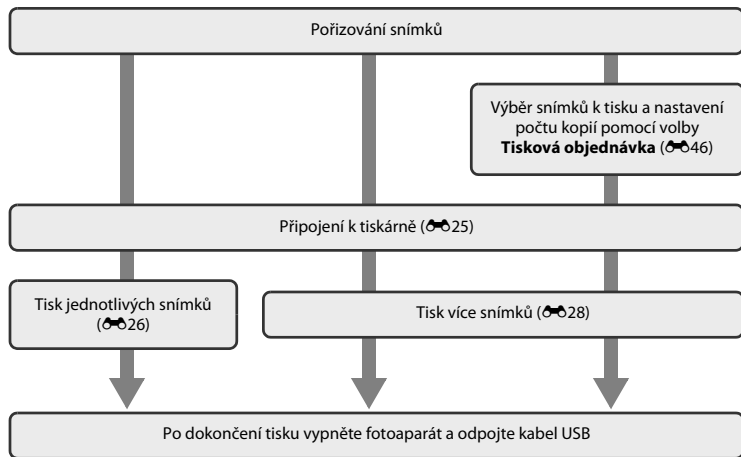 Pořizování snímků
Výběr snímků k tisku a nastavení
počtu kopií pomocí volby
Tisková objednávka (46)
Připojení k tiskárně (25)
Tisk jednotlivých snímků
(26)
Tisk více snímků (28)
Po dokončení tisku vypněte fotoaparát a odpojte kabel USB